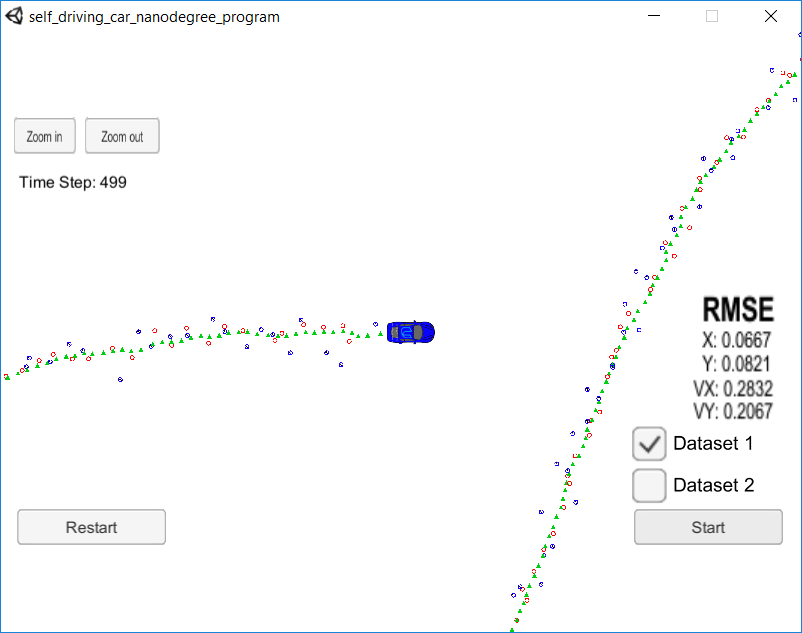 self_driving_car_nanodegree_program
Zoom in
Zoom out
Time Step: 499
RMSE
X: 0.0667
Y: 0.0821
VX: 0.2832
VY: 0.2067
Dataset 1
Dataset 2
Restart
Start